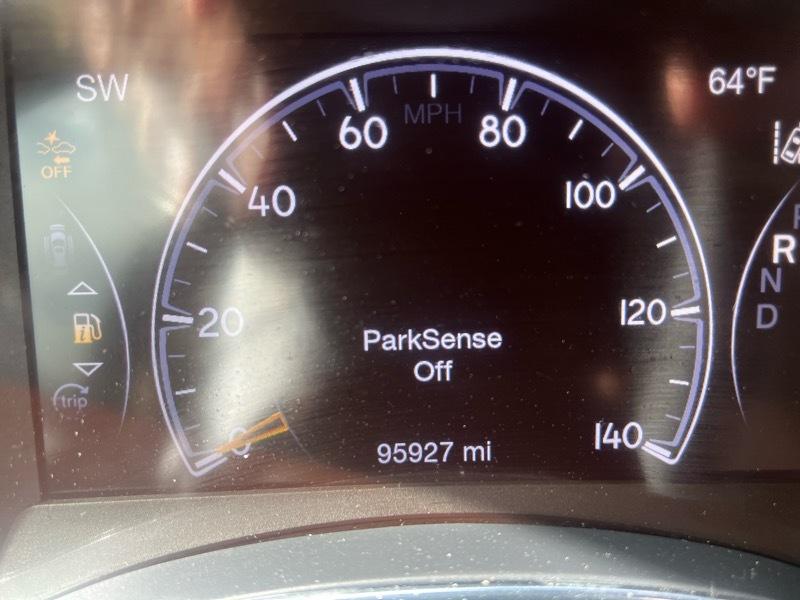 SW
64°F
MPH
60
80
OFF
40
100
R
N
D
20
120
ParkSense
Off
trip
0
140
95927 mi